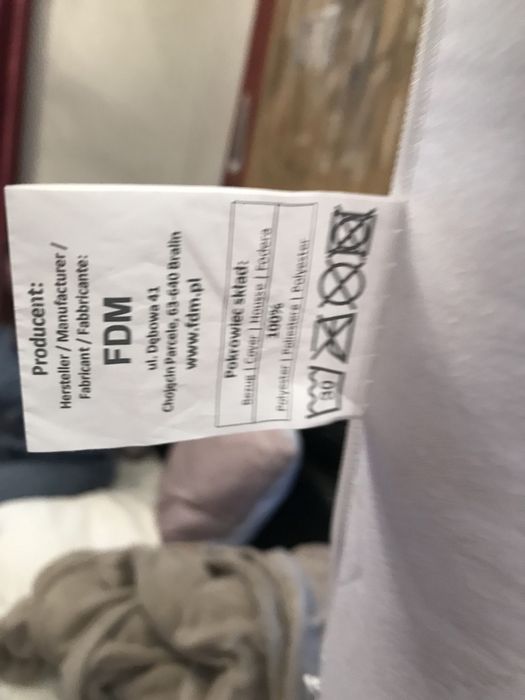 Producent:
Hersteller / Manufacturer /
Fabricant / Fabbricante:
FDM
ul. Dębowa 41
Chojęcin Parcele, 63-640 Bralin
www.fdm.pl
Pokrowiec skład:
Bezug | Cover | Housse | Fodera
100%
Polyester | Poliestere | Polyester
30